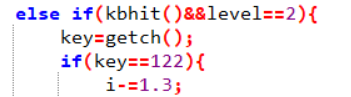 else if(kbhit()&&level==2){
key=getch();
if(key==122){
i-=1.3;